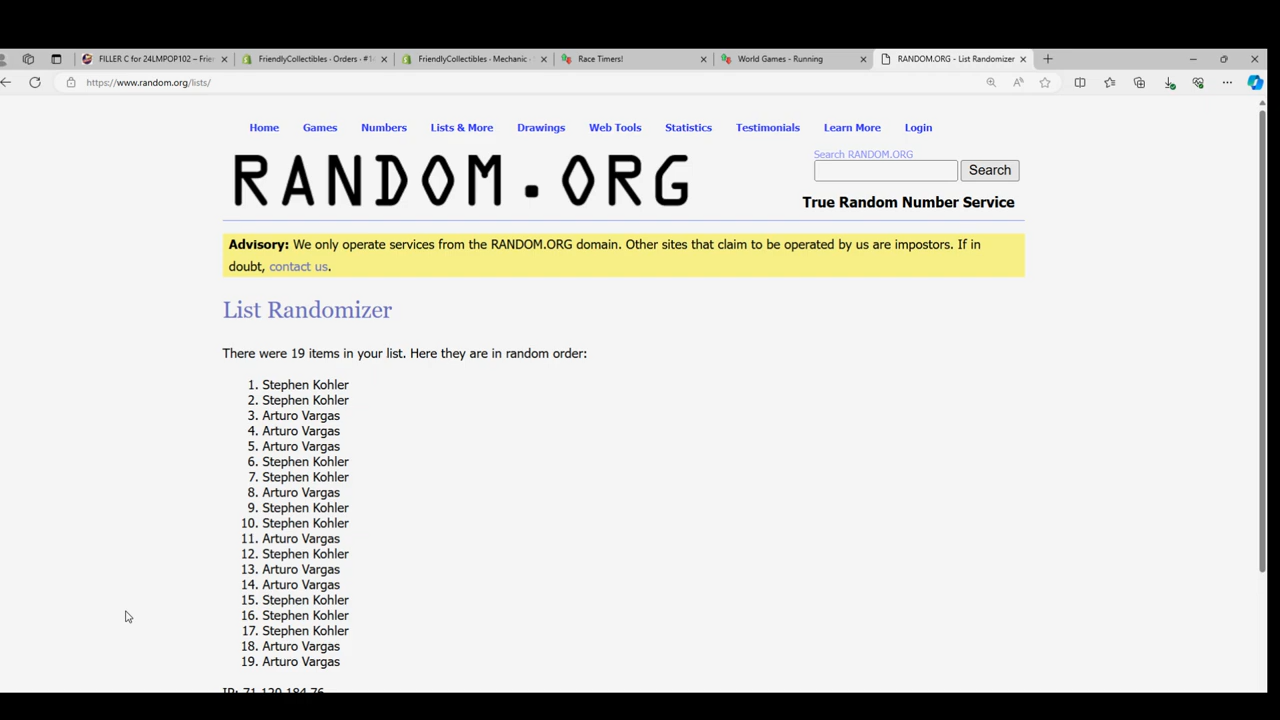 FILLER C for 24LMPOP102 – Frie
FriendlyCollectibles · Orders · #1
FriendlyCollectibles · Mechanic ·
Race Timers!
World Games - Running
RANDOM.ORG - List Randomizer
https://www.random.org/lists/
Home Games Numbers Lists & More Drawings Web Tools Statistics Testimonials Learn More Login
RANDOM.ORG
Search RANDOM.ORG
Search
True Random Number Service
Advisory: We only operate services from the RANDOM.ORG domain. Other sites that claim to be operated by us are impostors. If in
doubt, contact us.
List Randomizer
There were 19 items in your list. Here they are in random order:
1. Stephen Kohler
2. Stephen Kohler
3. Arturo Vargas
4. Arturo Vargas
5. Arturo Vargas
6. Stephen Kohler
7. Stephen Kohler
8. Arturo Vargas
9. Stephen Kohler
10. Stephen Kohler
11. Arturo Vargas
12. Stephen Kohler
13. Arturo Vargas
14. Arturo Vargas
15. Stephen Kohler
16. Stephen Kohler
17. Stephen Kohler
18. Arturo Vargas
19. Arturo Vargas